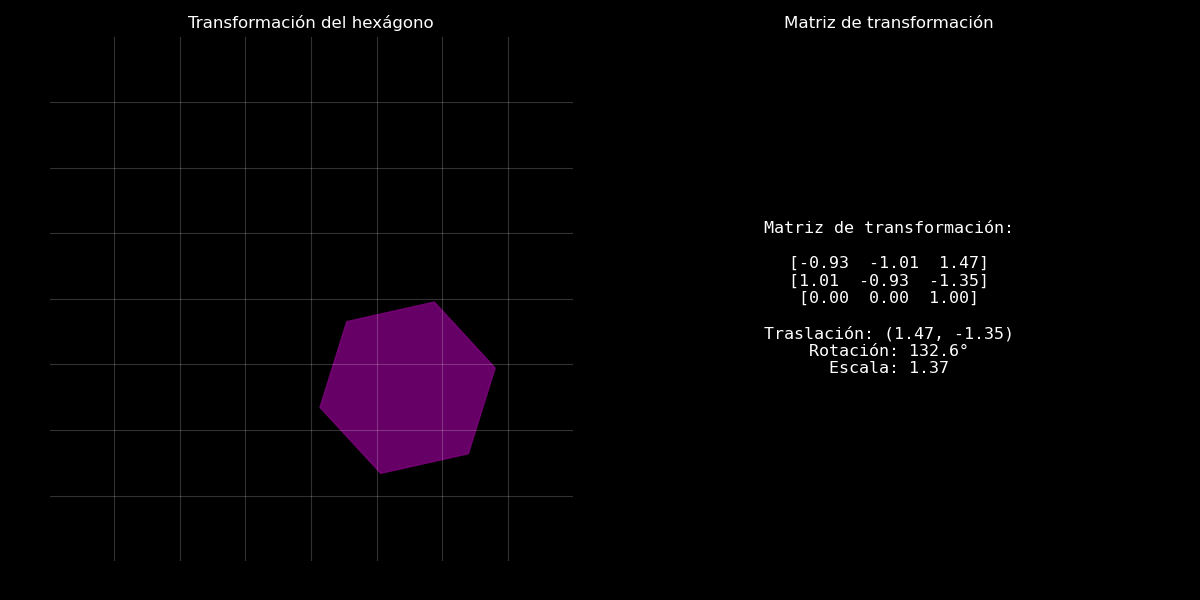 Transformación del hexágono
Matriz de transformación
Matriz de transformación:
[-0.93  -1.01  1.47]
[1.01  -0.93  -1.35]
[0.00  0.00  1.00]
Traslación: (1.47, -1.35)
Rotación: 132.6°
Escala: 1.37